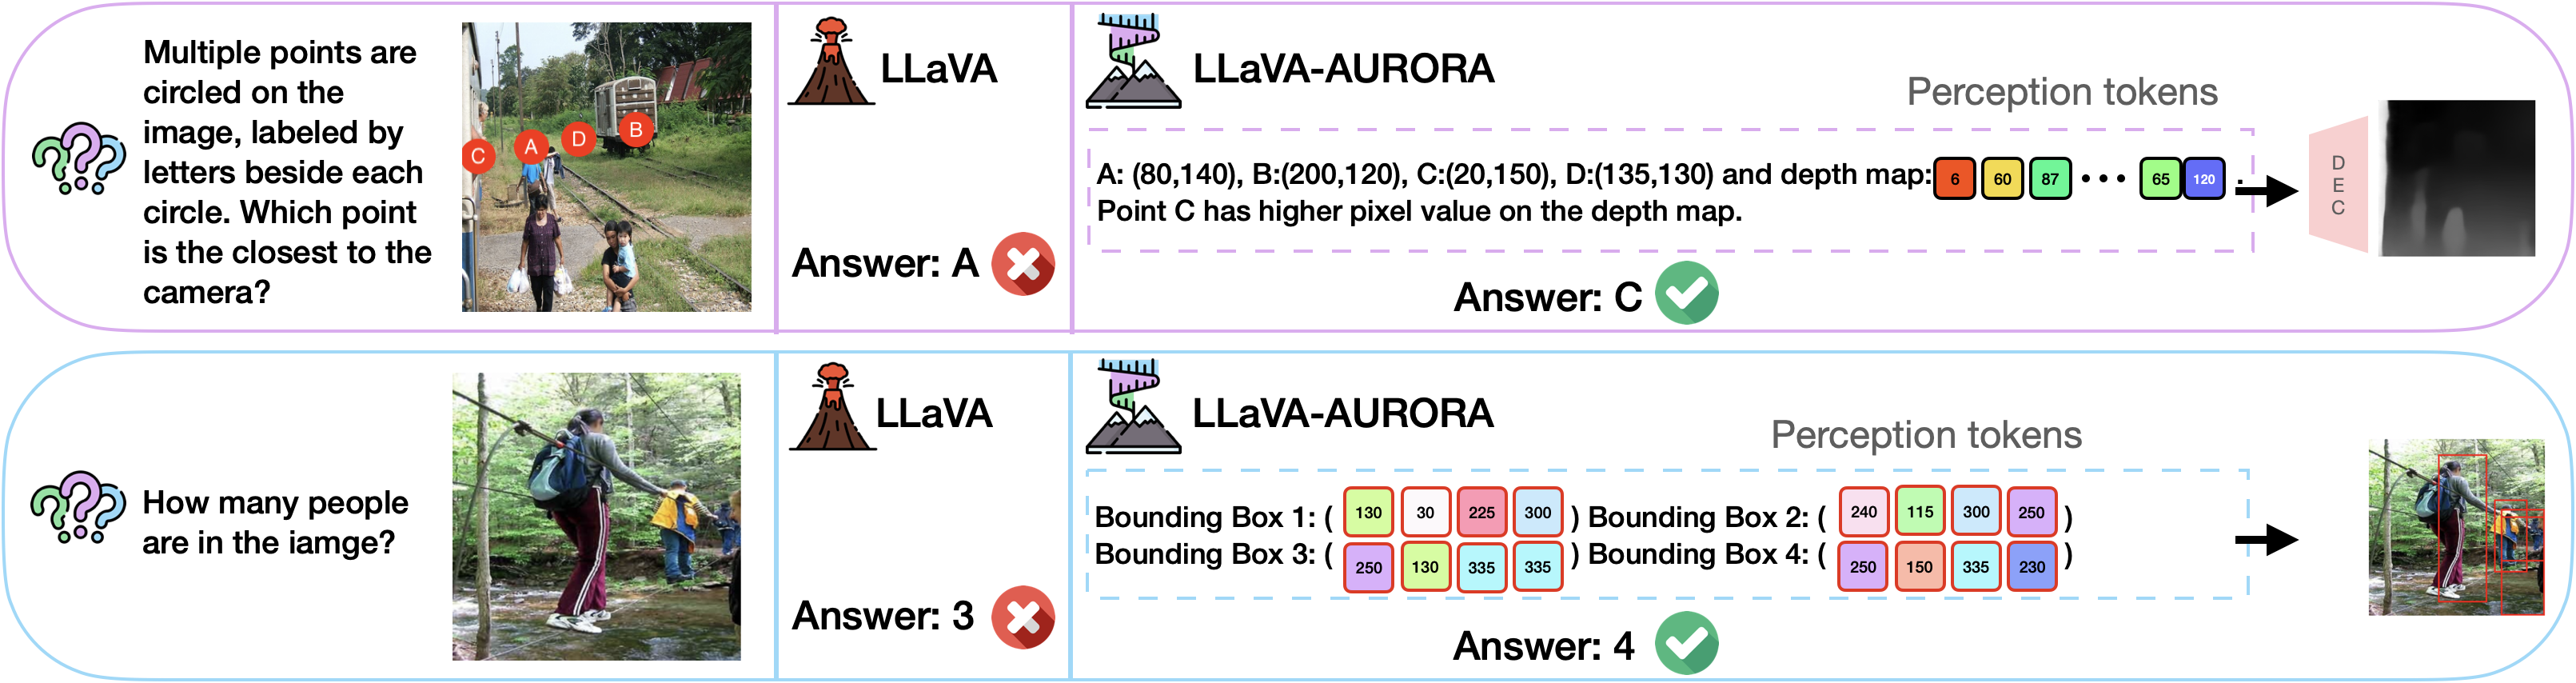 Multiple points are
circled on the
image, labeled by
letters beside each
circle. Which point
is the closest to the
camera?
C
A
D
B
LLaVA
Answer: A
LLaVA-AURORA
Perception tokens
A: (80,140), B:(200,120), C:(20,150), D:(135,130) and depth map: 6 60 87 ••• 65 120 .
Point C has higher pixel value on the depth map.
Answer: C
DEC
How many people
are in the iamge?
LLaVA
Answer: 3
LLaVA-AURORA
Perception tokens
Bounding Box 1: ( 130 30 225 300 ) Bounding Box 2: ( 240 115 300 250 )
Bounding Box 3: ( 250 130 335 335 ) Bounding Box 4: ( 250 150 335 230 )
Answer: 4